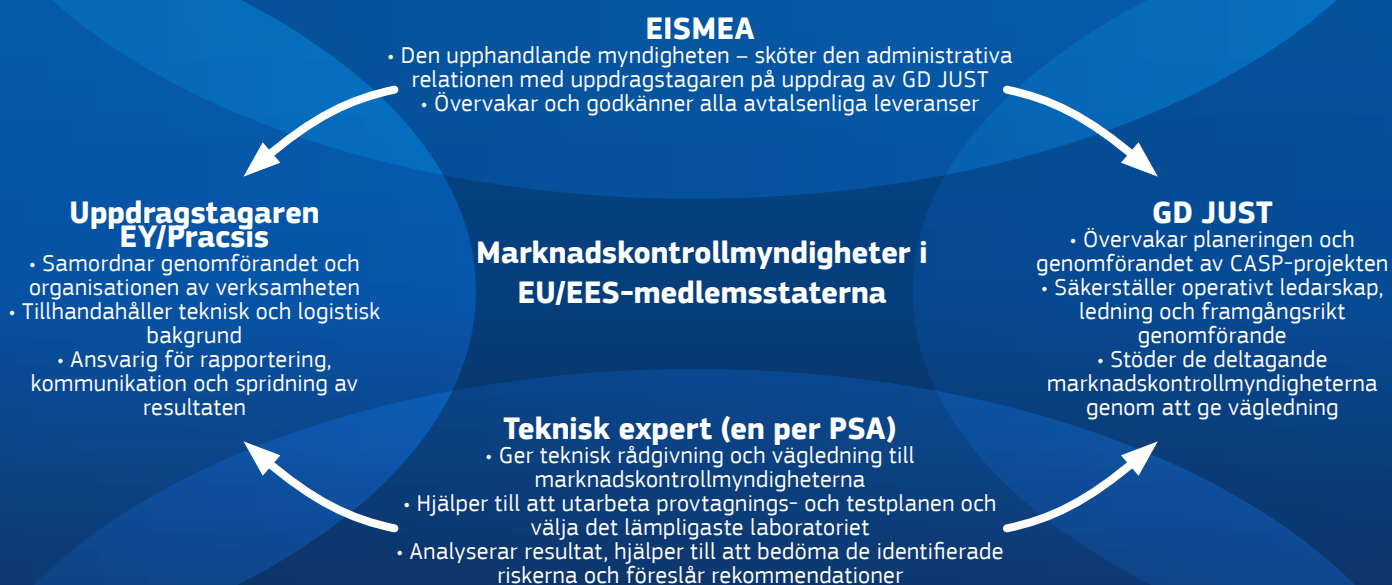 EISMEA
• Den upphandlande myndigheten – sköter den administrativa
relationen med uppdragstagaren på uppdrag av GD JUST
• Övervakar och godkänner alla avtalsenliga leveranser
Uppdragstagaren
EY/Pracsis
• Samordnar genomförandet och
organisationen av verksamheten
• Tillhandahåller teknisk och logistisk
bakgrund
• Ansvarig för rapportering,
kommunikation och spridning av
resultaten
Marknadskontrollmyndigheter i
EU/EES-medlemsstaterna
GD JUST
• Övervakar planeringen och
genomförandet av CASP-projekten
• Säkerställer operativt ledarskap,
ledning och framgångsrikt
genomförande
• Stöder de deltagande
marknadskontrollmyndigheterna
genom att ge vägledning
Teknisk expert (en per PSA)
• Ger teknisk rådgivning och vägledning till
marknadskontrollmyndigheterna
• Hjälper till att utarbeta provtagnings- och testplanen och
välja det lämpligaste laboratoriet
• Analyserar resultat, hjälper till att bedöma de identifierade
riskerna och föreslår rekommendationer